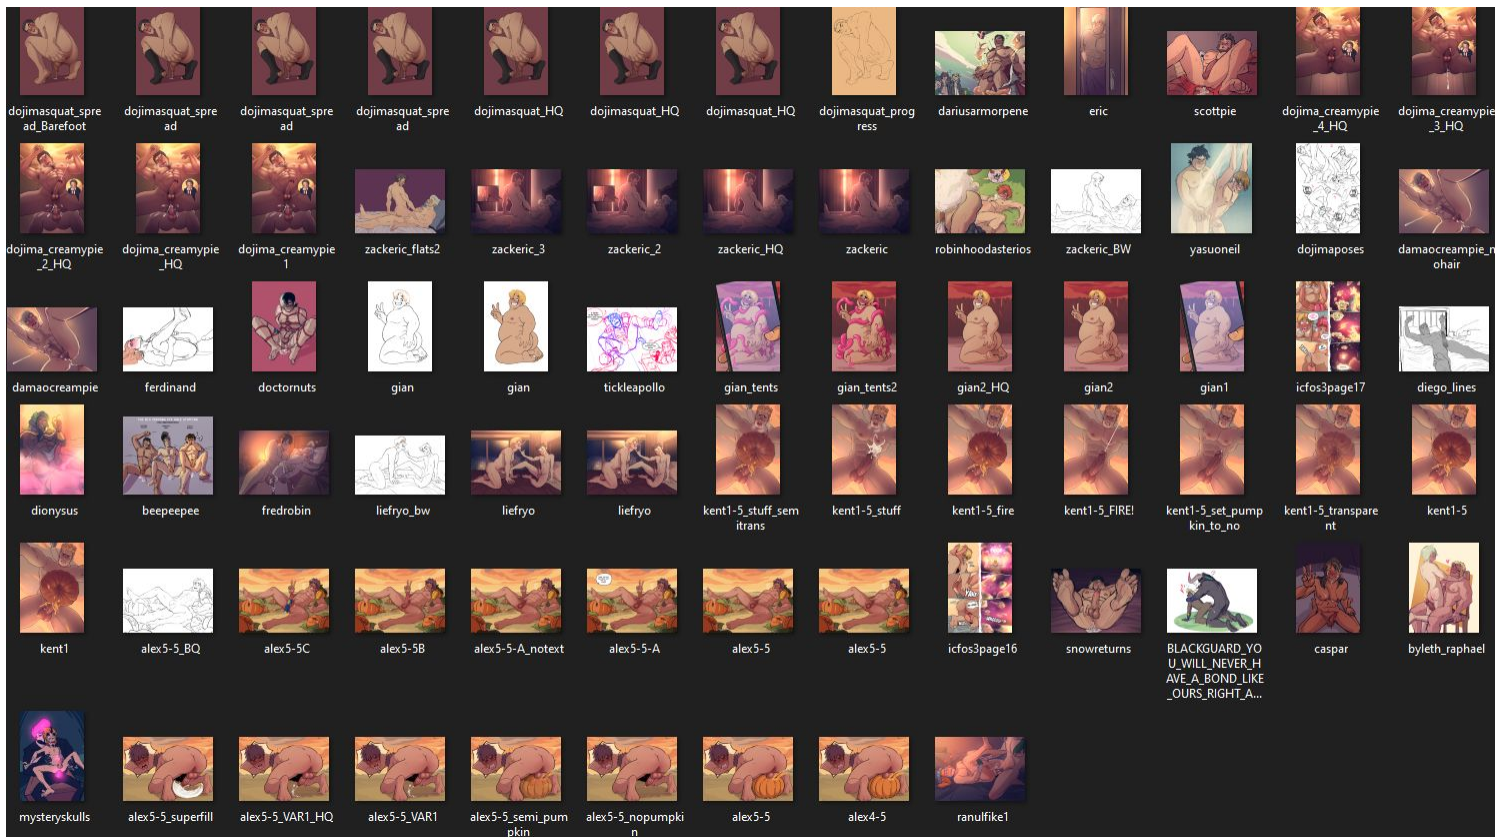 dojimasquat_spre
ad_Barefoot
dojimasquat_spre
ad
dojimasquat_spre
ad
dojimasquat_spre
ad
dojimasquat_HQ
dojimasquat_HQ
dojimasquat_HQ
dojimasquat_prog
ress
dariusarmorpene
eric
scottpie
dojima_creamypie
_4_HQ
dojima_creamypie
_3_HQ
dojima_creamypie
_2_HQ
dojima_creamypie
_HQ
dojima_creamypie
1
zackeric_flats2
zackeric_3
zackeric_2
zackeric_HQ
zackeric
robinhoodasterios
zackeric_BW
yasuoneil
dojimaposes
damaocreampie_n
ohair
damaocreampie
ferdinand
doctornuts
gian
gian
tickleapollo
gian_tents
gian_tents2
gian2_HQ
gian2
gian1
icfos3page17
diego_lines
dionysus
beepeepee
fredrobin
liefryo_bw
liefryo
liefryo
kent1-5_stuff_sem
itrans
kent1-5_stuff
kent1-5_fire
kent1-5_FIRE!
kent1-5_set_pump
kin_to_no
kent1-5_transpare
nt
kent1-5
kent1
alex5-5_BQ
alex5-5C
alex5-5B
alex5-5-A_notext
alex5-5-A
alex5-5
alex5-5
icfos3page16
snowreturns
BLACKGUARD_YO
U_WILL_NEVER_H
AVE_A_BOND_LIKE
_OURS_RIGHT_A...
caspar
byleth_raphael
mysteryskulls
alex5-5_superfill
alex5-5_VAR1_HQ
alex5-5_VAR1
alex5-5_semi_pum
pkin
alex5-5_nopumpki
n
alex5-5
alex4-5
ranulfike1